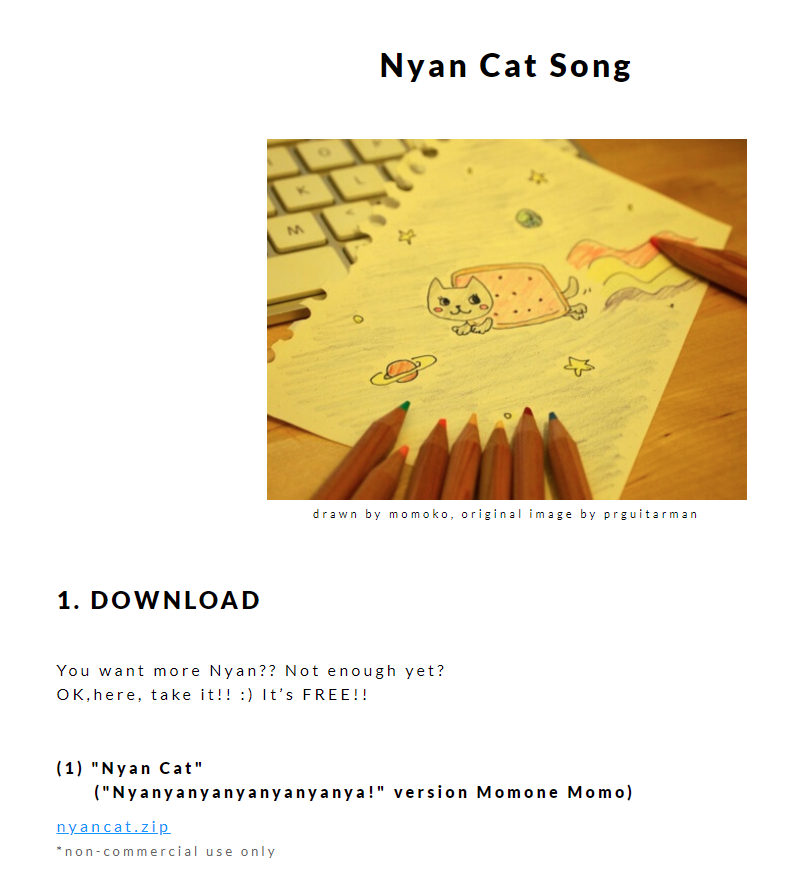 Nyan Cat Song
O P
K L
M <
drawn by momoko, original image by prguitarman
1. DOWNLOAD
You want more Nyan?? Not enough yet?
OK,here, take it!! :) It’s FREE!!
(1) "Nyan Cat"
("Nyanyanyanyanyanyanya!" version Momone Momo)
nyancat.zip
*non-commercial use only